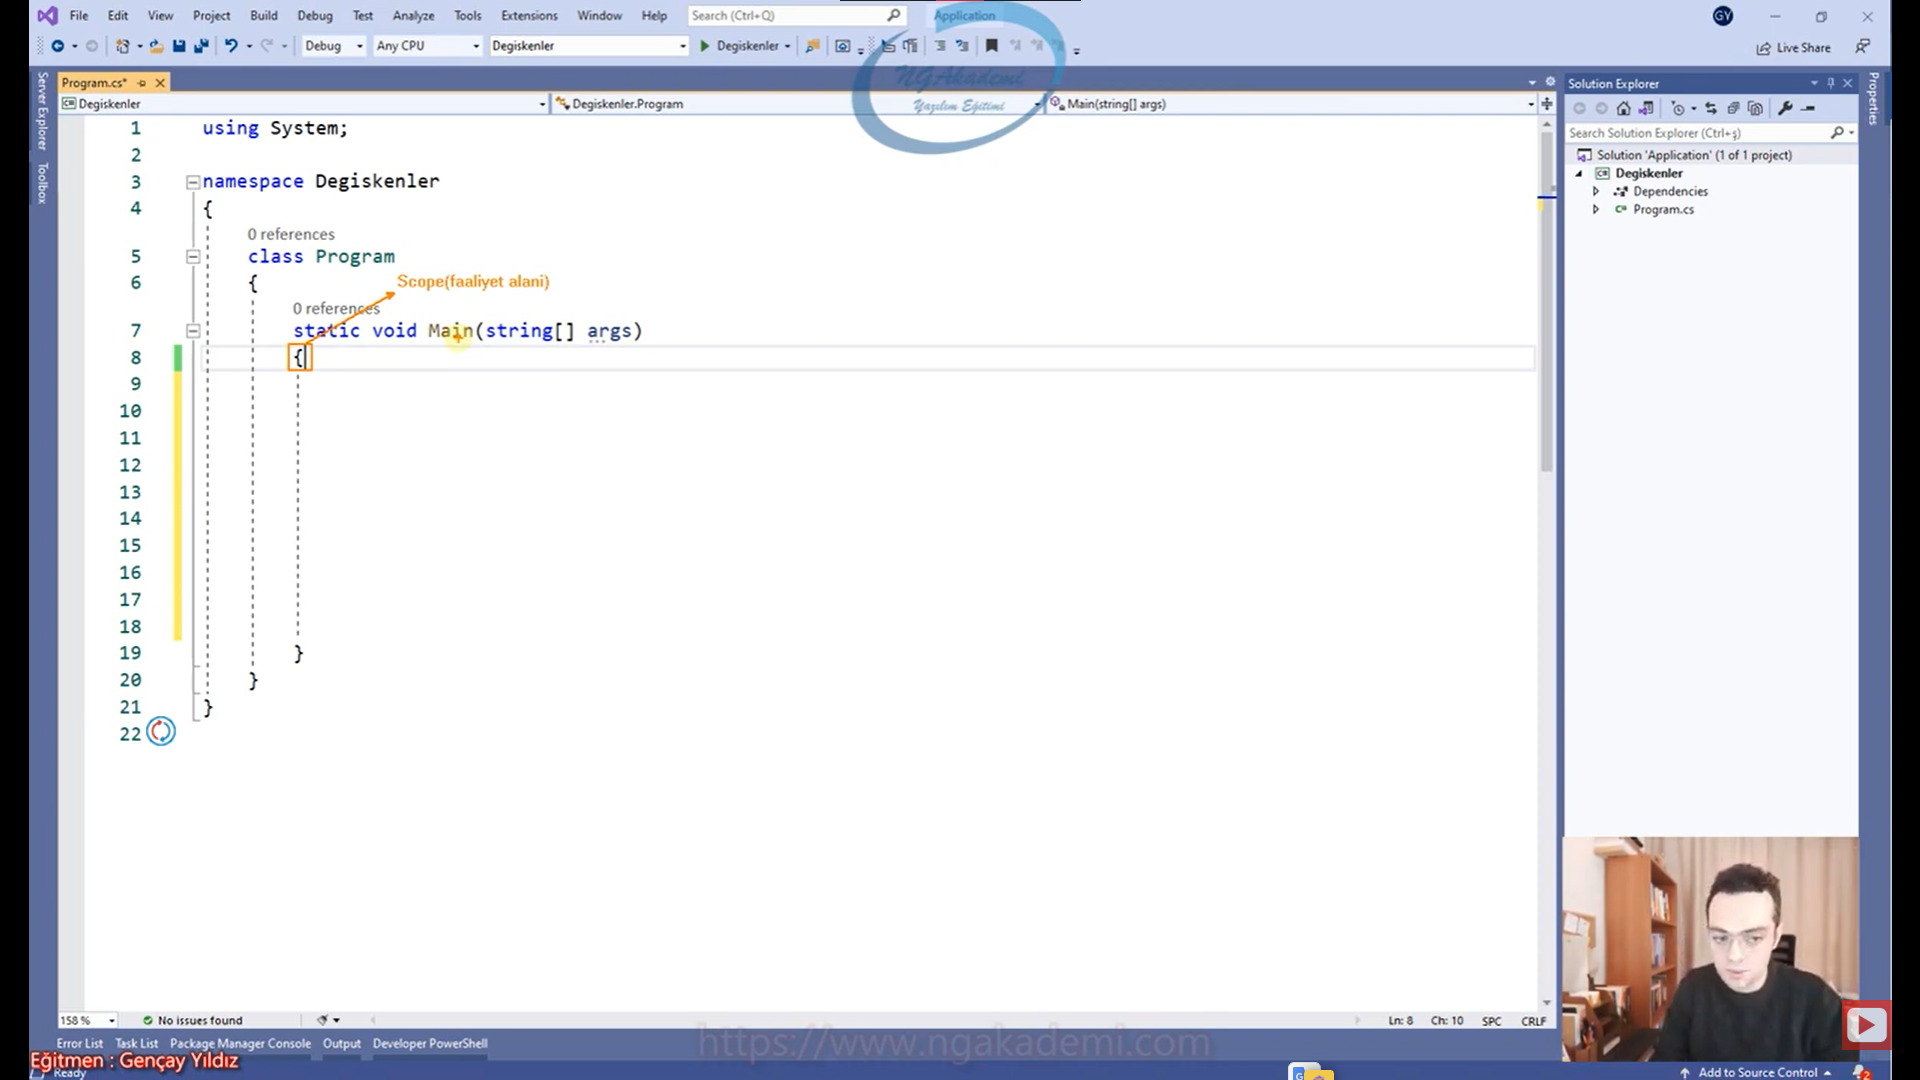 File Edit View Project Build Debug Test Analyze Tools Extensions Window Help Search (Ctrl+Q) Application GY
Debug Any CPU Degiskenler Degiskenler Live Share
NGAkademi
Yazılım Eğitimi
Program.cs*
Degiskenler Degiskenler.Program Main(string[] args)
Server Explorer
Toolbox
Properties
Solution Explorer
Search Solution Explorer (Ctrl+ş)
Solution 'Application' (1 of 1 project)
Degiskenler
Dependencies
Program.cs
1 using System;
2
3 namespace Degiskenler
4 {
0 references
5 class Program
6 {
Scope(faaliyet alani)
0 references
7 static void Main(string[] args)
8 {
9
10
11
12
13
14
15
16
17
18
19 }
20 }
21 }
22
158 % No issues found Ln: 8 Ch: 10 SPC CRLF
Error List Task List Package Manager Console Output Developer PowerShell
https://www.ngakademi.com
Eğitmen : Gençay Yıldız
Ready Add to Source Control 2